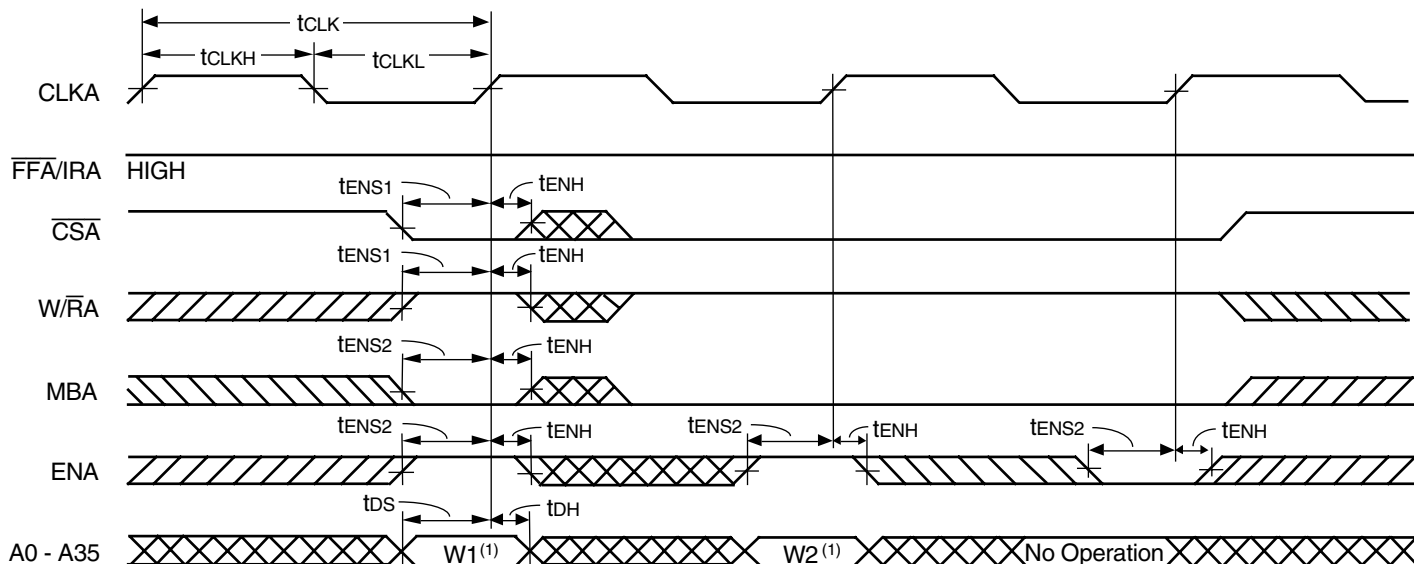 tCLK
tCLKH tCLKL
CLKA
FFA/IRA HIGH
tENS1 tENH
CSA
tENS1 tENH
W/RA
tENS2 tENH
MBA
tENS2 tENH tENS2 tENH tENS2 tENH
ENA
tDS tDH
A0 - A35 W1(1) W2(1) No Operation